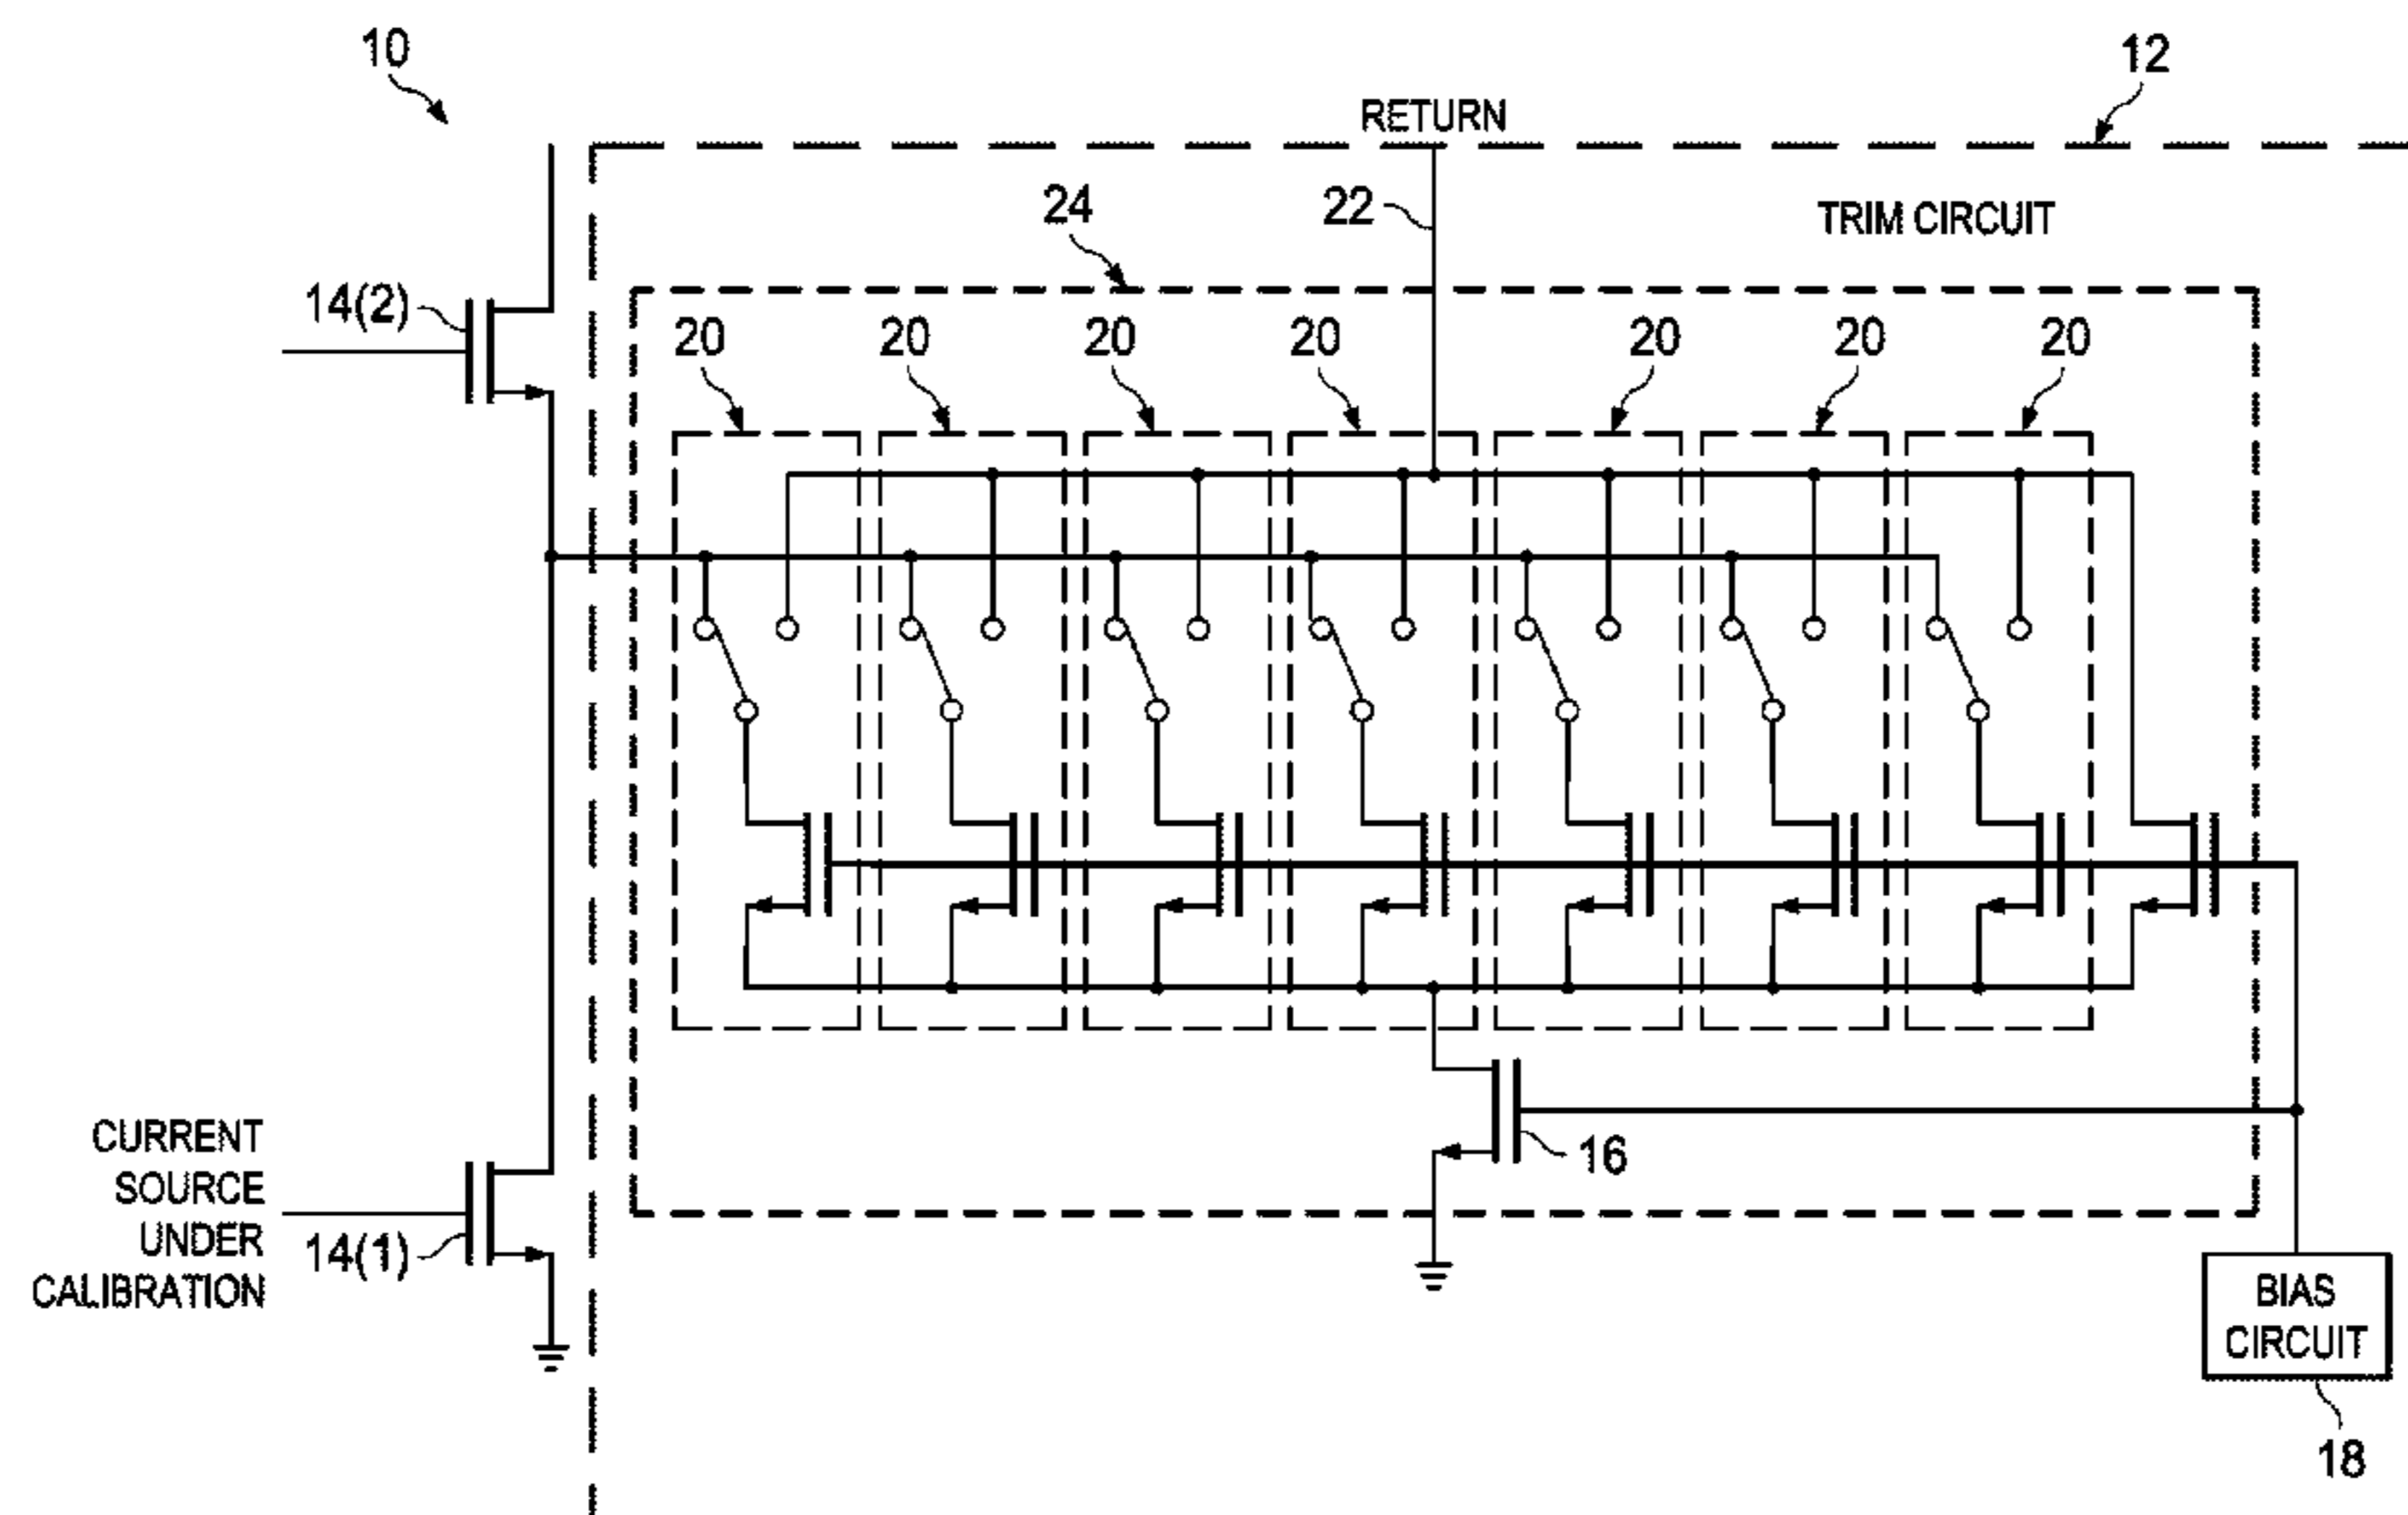 10
12
RETURN
24
22
TRIM CIRCUIT
14(2)
20 20 20 20 20 20 20
CURRENT
SOURCE
UNDER
CALIBRATION
14(1)
16
BIAS
CIRCUIT
18